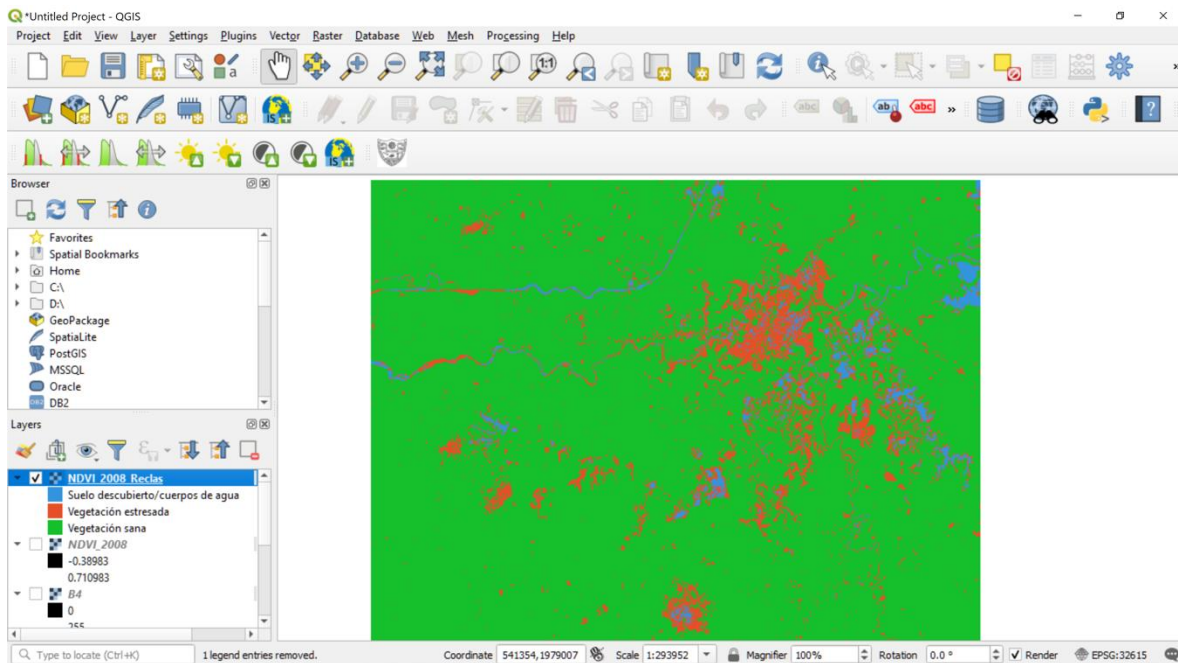 *Untitled Project - QGIS
Project Edit View Layer Settings Plugins Vector Raster Database Web Mesh Processing Help
Browser
Favorites
Spatial Bookmarks
Home
C:\
D:\
GeoPackage
SpatiaLite
PostGIS
MSSQL
Oracle
DB2
Layers
NDVI_2008_Reclas
Suelo descubierto/cuerpos de agua
Vegetación estresada
Vegetación sana
NDVI_2008
-0.38983
0.710983
B4
0
255
Type to locate (Ctrl+K) 1 legend entries removed. Coordinate 541354,1979007 Scale 1:293952 Magnifier 100% Rotation 0.0 ° Render EPSG:32615